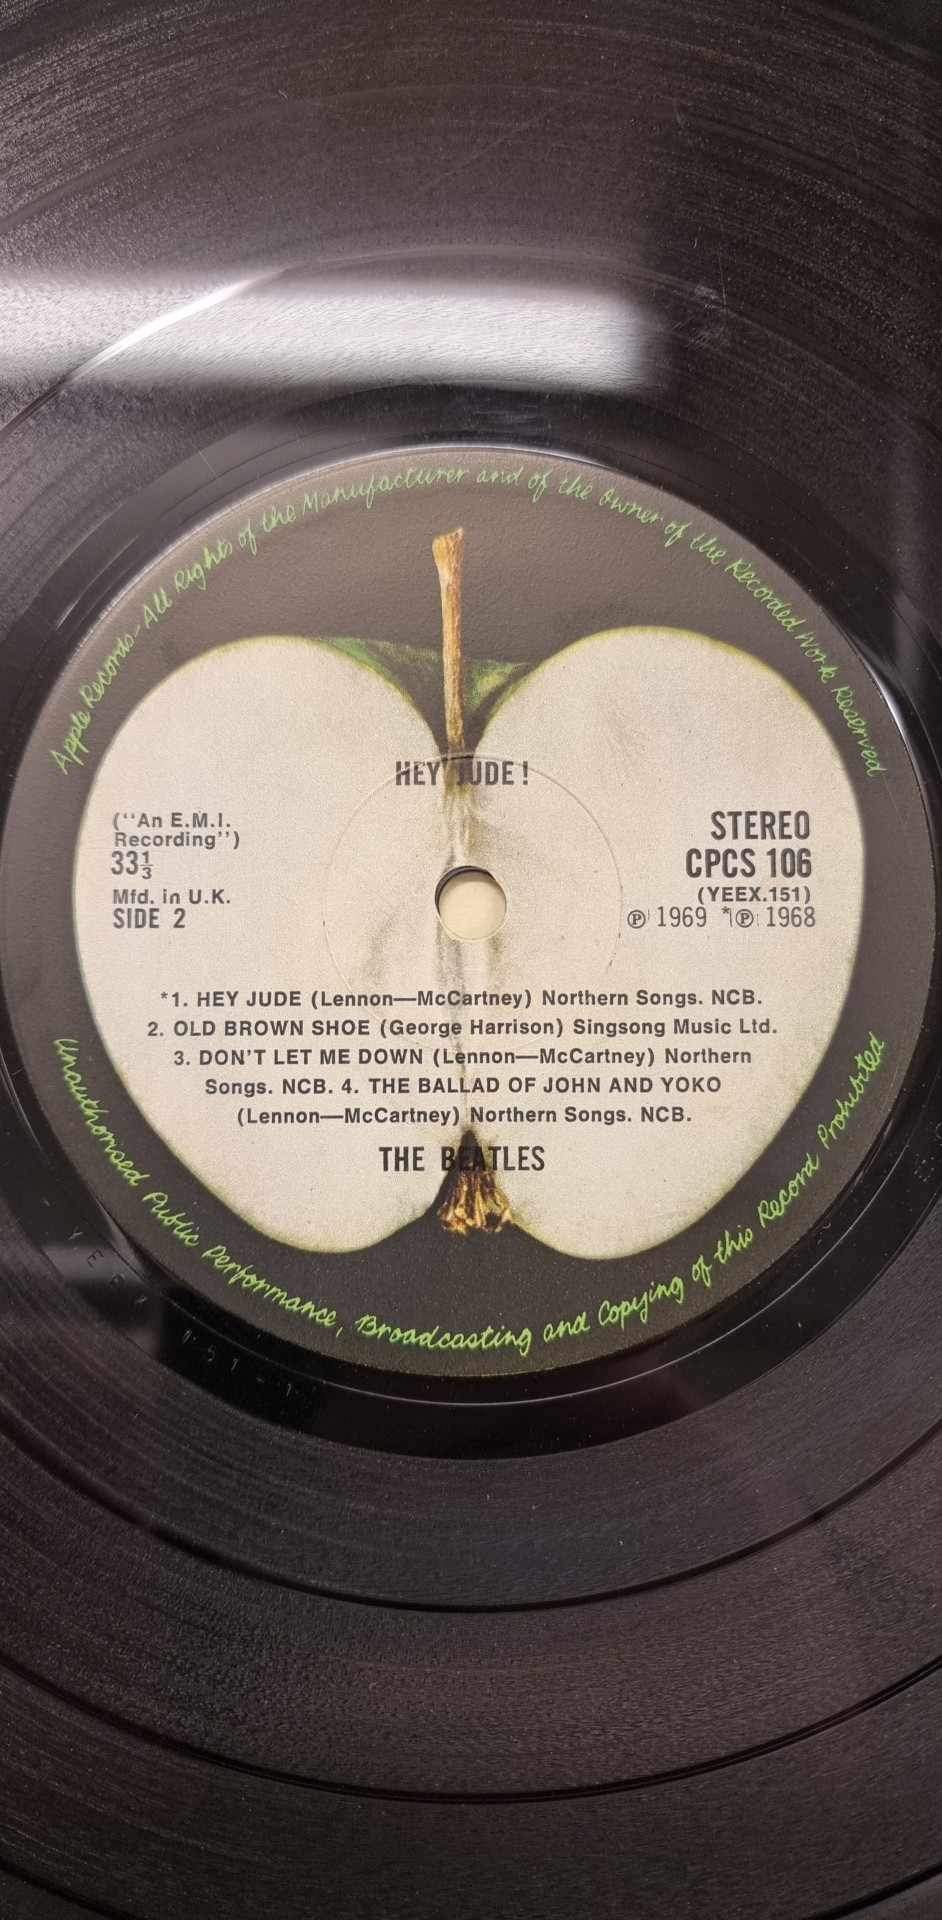 Apple Records-All Rights of the Manufacturer and of the Owner of the Recorded Work Reserved
HEY JUDE!
("An E.M.I.
Recording")
33⅓
Mfd. in U.K.
SIDE 2
STEREO
CPCS 106
(YEEX.151)
℗ 1969 *℗ 1968
*1. HEY JUDE (Lennon—McCartney) Northern Songs. NCB.
2. OLD BROWN SHOE (George Harrison) Singsong Music Ltd.
3. DON'T LET ME DOWN (Lennon—McCartney) Northern
Songs. NCB. 4. THE BALLAD OF JOHN AND YOKO
(Lennon—McCartney) Northern Songs. NCB.
THE BEATLES
Unauthorised Public Performance, Broadcasting and Copying of this Record Prohibited